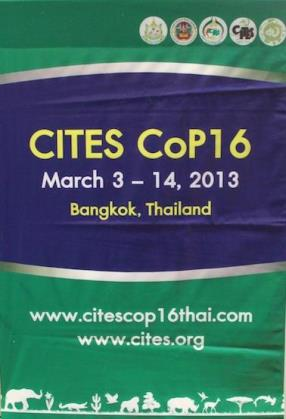 CITES CoP16
March 3 – 14, 2013
Bangkok, Thailand
www.citescop16thai.com
www.cites.org